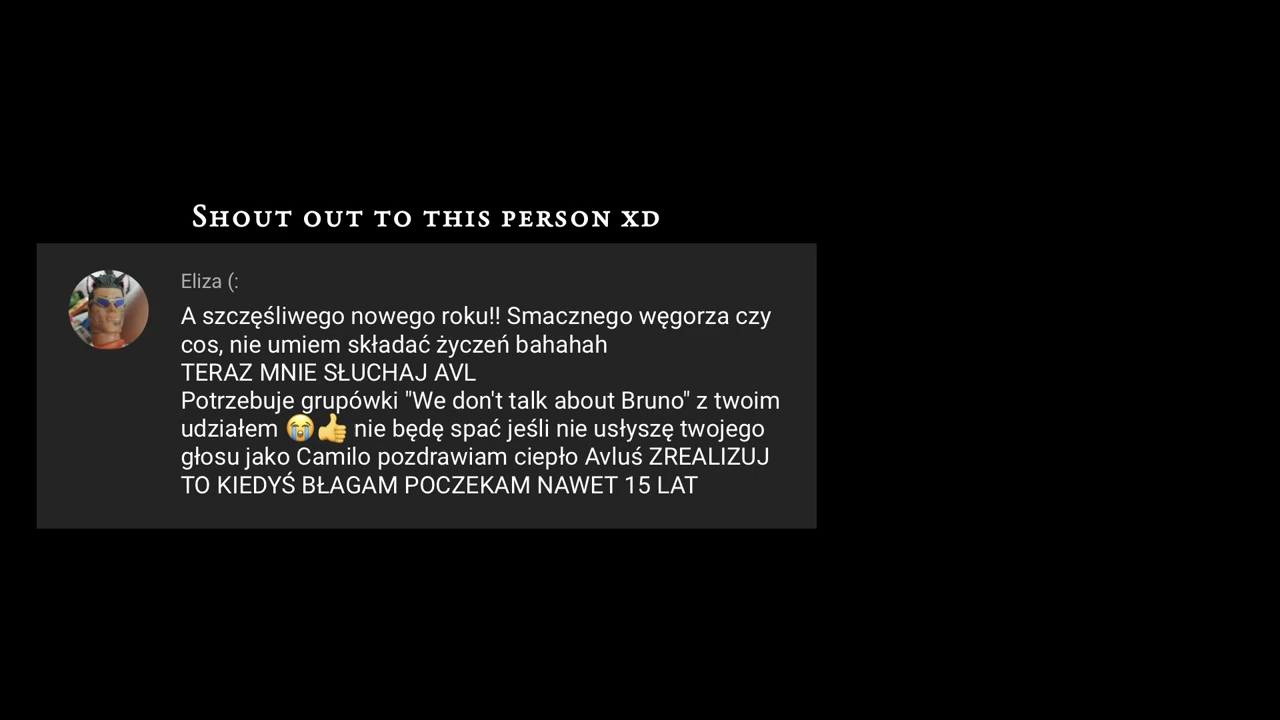 Shout out to this person xd
Eliza (:
A szczęśliwego nowego roku!! Smacznego węgorza czy
cos, nie umiem składać życzeń bahahah
TERAZ MNIE SŁUCHAJ AVL
Potrzebuje grupówki "We don't talk about Bruno" z twoim
udziałem 😭👍 nie będę spać jeśli nie usłyszę twojego
głosu jako Camilo pozdrawiam ciepło Avluś ZREALIZUJ
TO KIEDYŚ BŁAGAM POCZEKAM NAWET 15 LAT